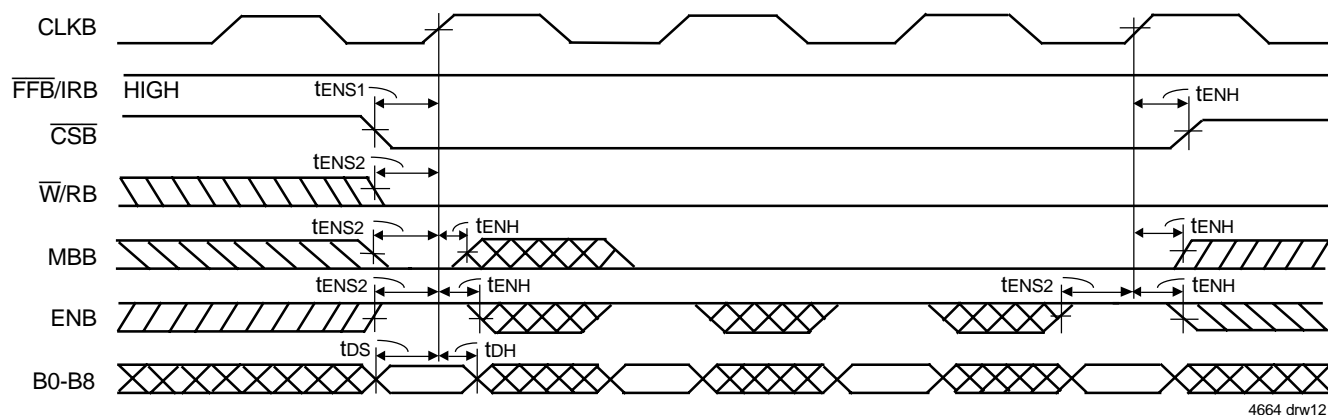 CLKB
FFB/IRB HIGH
tENS1
tENH
CSB
tENS2
W/RB
tENS2
tENH
tENH
MBB
tENS2
tENH
tENS2
tENH
ENB
tDS
tDH
B0-B8
4664 drw12